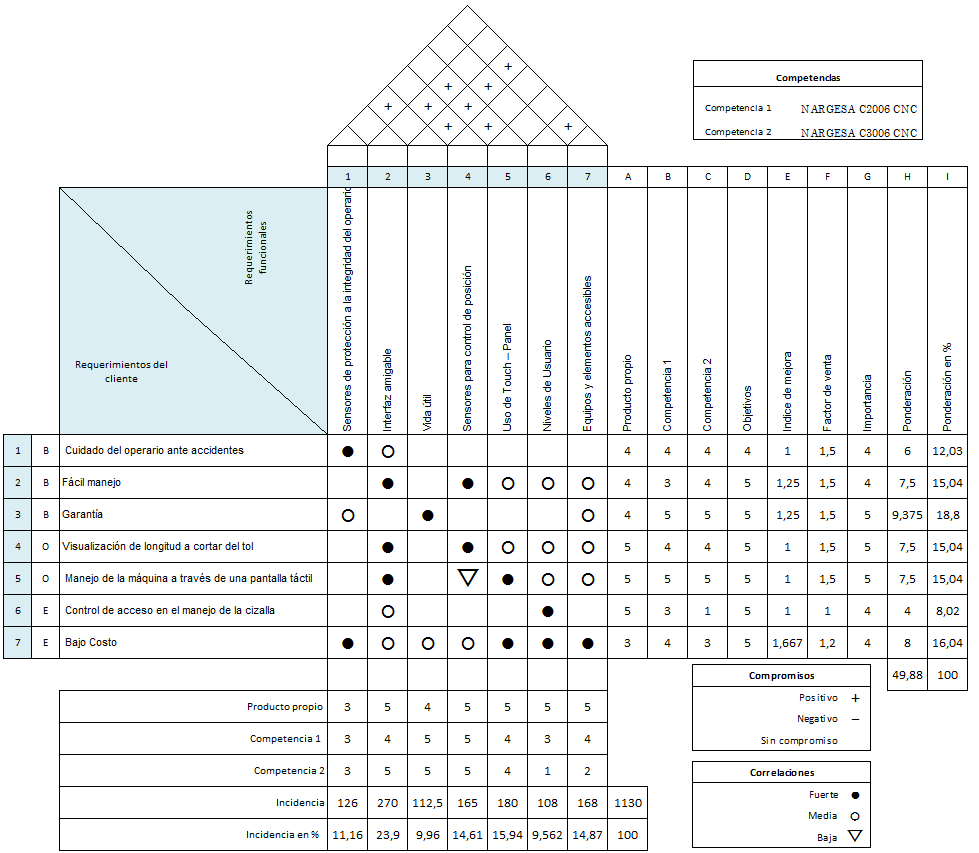 Competendas
Competencia 1 NARGESA C2006 CNC
Competencia 2 NARGESA C3006 CNC
+
+ +
+ + + +
+ + +
1 2 3 4 5 6 7 A B C D E F G H I
Requerimientos
funcionales
Requerimientos del
cliente
Sensores de protección a la integridad del operario
Interfaz amigable
Vida útil
Sensores para control de posición
Uso de Touch – Panel
Niveles de Usuario
Equipos y elementos accesibles
Producto propio
Competencia 1
Competencia 2
Objetivos
Indice de mejora
Factor de venta
Importancia
Ponderación
Ponderación en %
1 B Cuidado del operario ante accidentes 4 4 4 4 1 1,5 4 6 12,03
2 B Fácil manejo 4 3 4 5 1,25 1,5 4 7,5 15,04
3 B Garantía 4 5 5 5 1,25 1,5 5 9,375 18,8
4 O Visualización de longitud a cortar del tol 5 4 4 5 1 1,5 5 7,5 15,04
5 O Manejo de la máquina a través de una pantalla táctil 5 5 5 5 1 1,5 5 7,5 15,04
6 E Control de acceso en el manejo de la cizalla 5 3 1 5 1 1 4 4 8,02
7 E Bajo Costo 3 4 3 5 1,667 1,2 4 8 16,04
49,88 100
Producto propio 3 5 4 5 5 5 5
Competencia 1 3 4 5 5 4 3 4
Competencia 2 3 5 5 5 4 1 2
Incidencia 126 270 112,5 165 180 108 168 1130
Incidencia en % 11,16 23,9 9,96 14,61 15,94 9,562 14,87 100
Compromisos
Positivo +
Negativo −
Sin compromiso
Correlaciones
Fuerte
Media
Baja